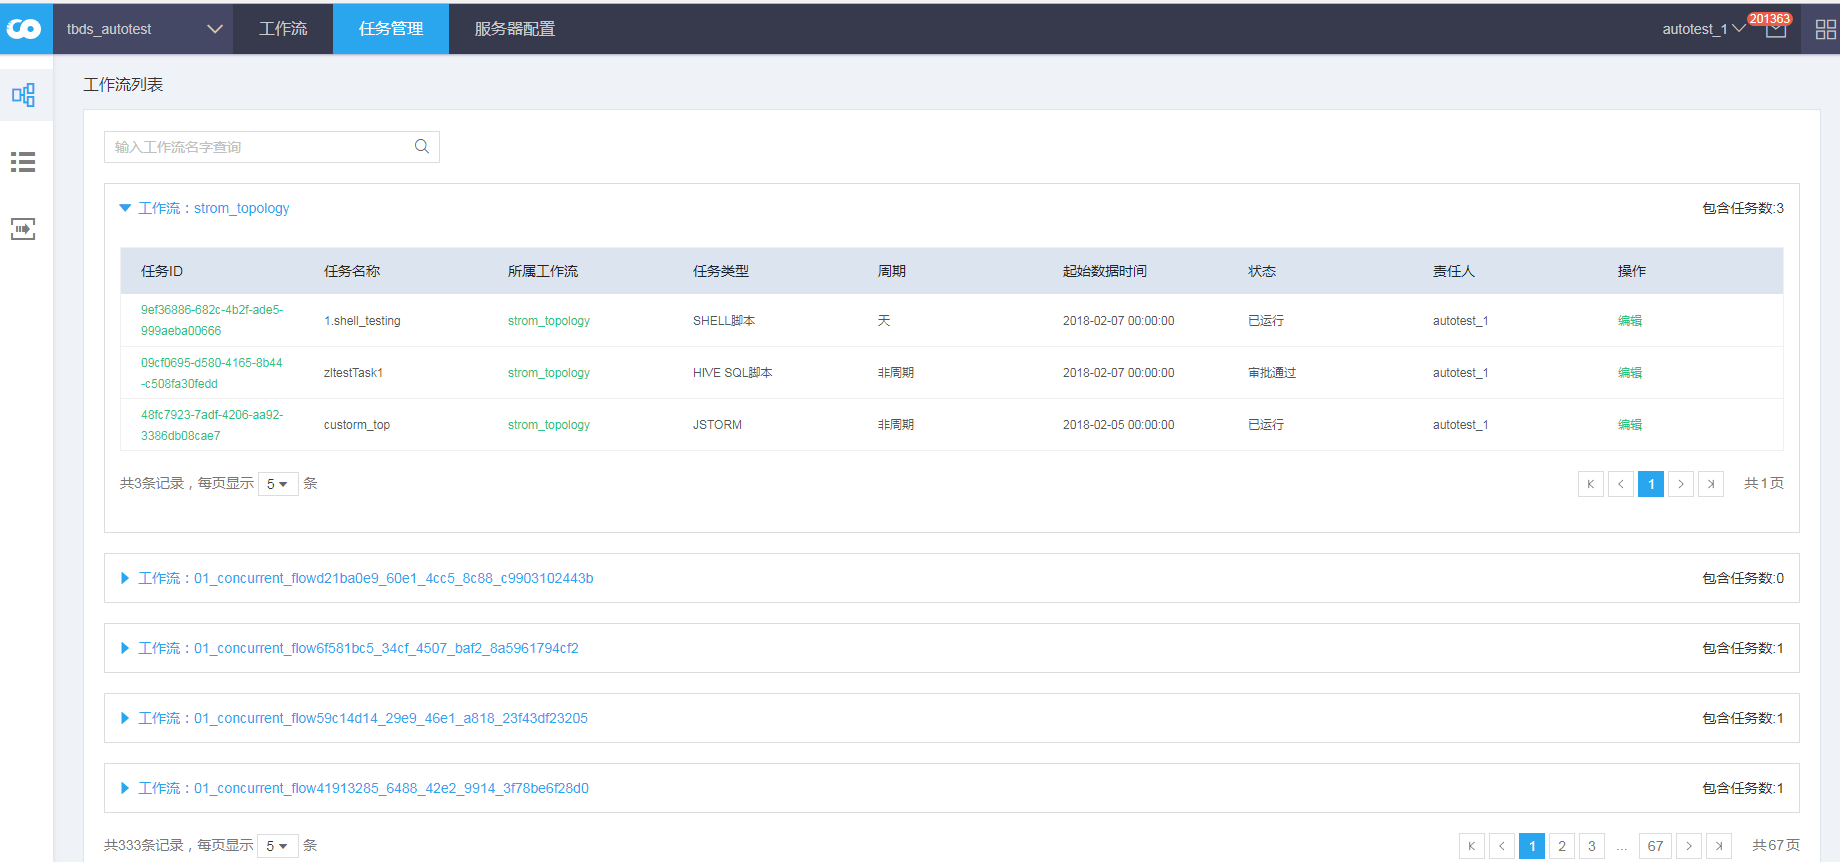 tbds_autotest 工作流 任务管理 服务器配置 autotest_1 201363
工作流列表
输入工作流名字查询
工作流：strom_topology 包含任务数:3
任务ID 任务名称 所属工作流 任务类型 周期 起始数据时间 状态 责任人 操作
9ef36886-682c-4b2f-ade5-
999aeba00666 1.shell_testing strom_topology SHELL脚本 天 2018-02-07 00:00:00 已运行 autotest_1 编辑
09cf0695-d580-4165-8b44
-c508fa30fedd zltestTask1 strom_topology HIVE SQL脚本 非周期 2018-02-07 00:00:00 审批通过 autotest_1 编辑
48fc7923-7adf-4206-aa92-
3386db08cae7 custorm_top strom_topology JSTORM 非周期 2018-02-05 00:00:00 已运行 autotest_1 编辑
共3条记录，每页显示 5 条 1 共1页
工作流：01_concurrent_flowd21ba0e9_60e1_4cc5_8c88_c9903102443b 包含任务数:0
工作流：01_concurrent_flow6f581bc5_34cf_4507_baf2_8a5961794cf2 包含任务数:1
工作流：01_concurrent_flow59c14d14_29e9_46e1_a818_23f43df23205 包含任务数:1
工作流：01_concurrent_flow41913285_6488_42e2_9914_3f78be6f28d0 包含任务数:1
共333条记录，每页显示 5 条 1 2 3 ... 67 共67页